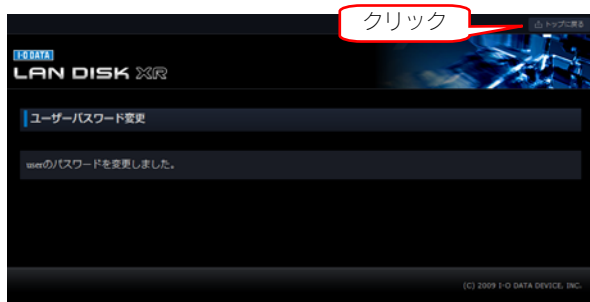 クリック
トップに戻る
I-O DATA
LAN DISK XR
ユーザーパスワード変更
userのパスワードを変更しました。
(C) 2009 I-O DATA DEVICE, INC.